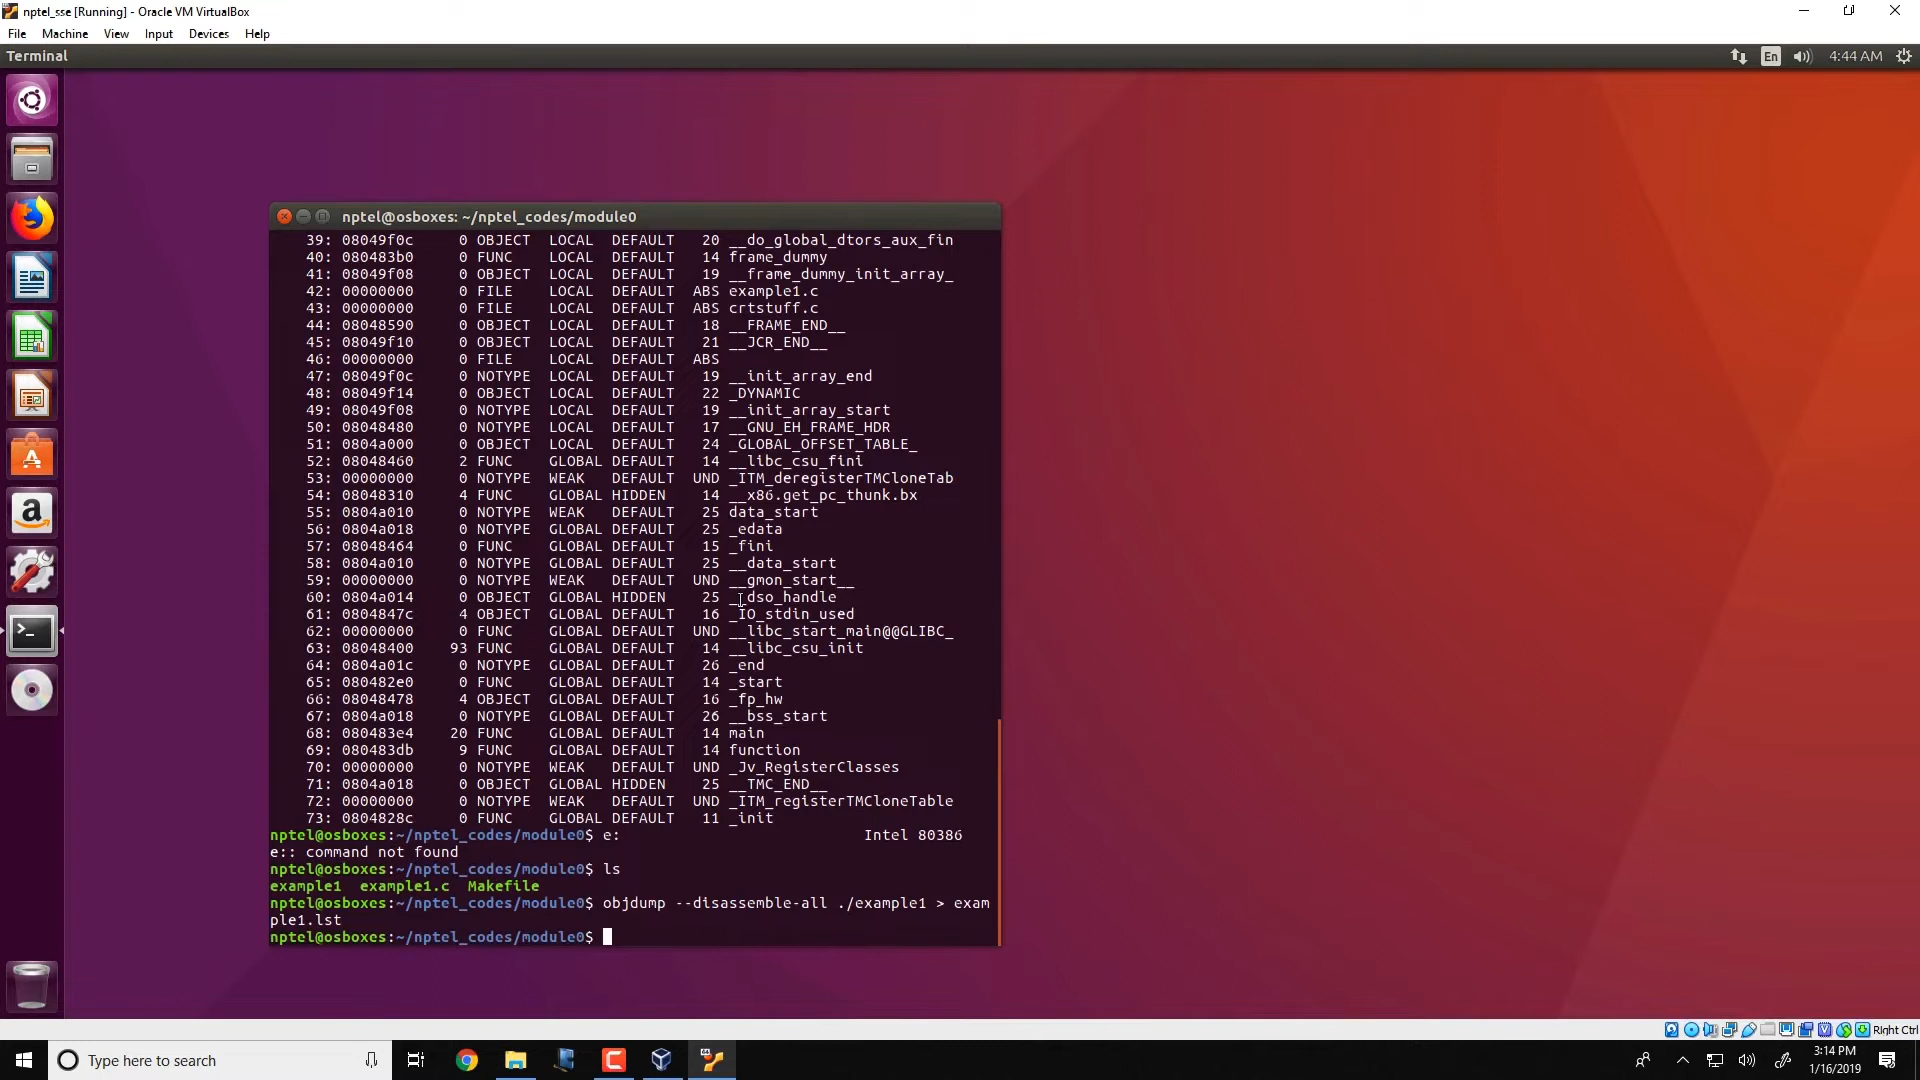 nptel_sse [Running] - Oracle VM VirtualBox
File Machine View Input Devices Help
Terminal En 4:44 AM
nptel@osboxes: ~/nptel_codes/module0
39: 08049f0c 0 OBJECT LOCAL DEFAULT 20 __do_global_dtors_aux_fin
40: 080483b0 0 FUNC LOCAL DEFAULT 14 frame_dummy
41: 08049f08 0 OBJECT LOCAL DEFAULT 19 __frame_dummy_init_array_
42: 00000000 0 FILE LOCAL DEFAULT ABS example1.c
43: 00000000 0 FILE LOCAL DEFAULT ABS crtstuff.c
44: 08048590 0 OBJECT LOCAL DEFAULT 18 __FRAME_END__
45: 08049f10 0 OBJECT LOCAL DEFAULT 21 __JCR_END__
46: 00000000 0 FILE LOCAL DEFAULT ABS
47: 08049f0c 0 NOTYPE LOCAL DEFAULT 19 __init_array_end
48: 08049f14 0 OBJECT LOCAL DEFAULT 22 _DYNAMIC
49: 08049f08 0 NOTYPE LOCAL DEFAULT 19 __init_array_start
50: 08048480 0 NOTYPE LOCAL DEFAULT 17 __GNU_EH_FRAME_HDR
51: 0804a000 0 OBJECT LOCAL DEFAULT 24 _GLOBAL_OFFSET_TABLE_
52: 08048460 2 FUNC GLOBAL DEFAULT 14 __libc_csu_fini
53: 00000000 0 NOTYPE WEAK DEFAULT UND _ITM_deregisterTMCloneTab
54: 08048310 4 FUNC GLOBAL HIDDEN 14 __x86.get_pc_thunk.bx
55: 0804a010 0 NOTYPE WEAK DEFAULT 25 data_start
56: 0804a018 0 NOTYPE GLOBAL DEFAULT 25 _edata
57: 08048464 0 FUNC GLOBAL DEFAULT 15 _fini
58: 0804a010 0 NOTYPE GLOBAL DEFAULT 25 __data_start
59: 00000000 0 NOTYPE WEAK DEFAULT UND __gmon_start__
60: 0804a014 0 OBJECT GLOBAL HIDDEN 25 __dso_handle
61: 0804847c 4 OBJECT GLOBAL DEFAULT 16 _IO_stdin_used
62: 00000000 0 FUNC GLOBAL DEFAULT UND __libc_start_main@@GLIBC_
63: 08048400 93 FUNC GLOBAL DEFAULT 14 __libc_csu_init
64: 0804a01c 0 NOTYPE GLOBAL DEFAULT 26 _end
65: 080482e0 0 FUNC GLOBAL DEFAULT 14 _start
66: 08048478 4 OBJECT GLOBAL DEFAULT 16 _fp_hw
67: 0804a018 0 NOTYPE GLOBAL DEFAULT 26 __bss_start
68: 080483e4 20 FUNC GLOBAL DEFAULT 14 main
69: 080483db 9 FUNC GLOBAL DEFAULT 14 function
70: 00000000 0 NOTYPE WEAK DEFAULT UND _Jv_RegisterClasses
71: 0804a018 0 OBJECT GLOBAL HIDDEN 25 __TMC_END__
72: 00000000 0 NOTYPE WEAK DEFAULT UND _ITM_registerTMCloneTable
73: 0804828c 0 FUNC GLOBAL DEFAULT 11 _init
nptel@osboxes:~/nptel_codes/module0$ e: Intel 80386
e:: command not found
nptel@osboxes:~/nptel_codes/module0$ ls
example1 example1.c Makefile
nptel@osboxes:~/nptel_codes/module0$ objdump --disassemble-all ./example1 > exam
ple1.lst
nptel@osboxes:~/nptel_codes/module0$
Right Ctrl
Type here to search
3:14 PM
1/16/2019